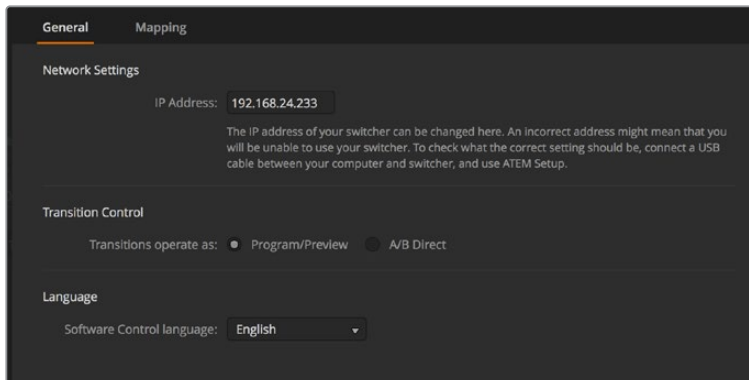 General Mapping
Network Settings
IP Address: 192.168.24.233
The IP address of your switcher can be changed here. An incorrect address might mean that you
will be unable to use your switcher. To check what the correct setting should be, connect a USB
cable between your computer and switcher, and use ATEM Setup.
Transition Control
Transitions operate as: Program/Preview A/B Direct
Language
Software Control language: English